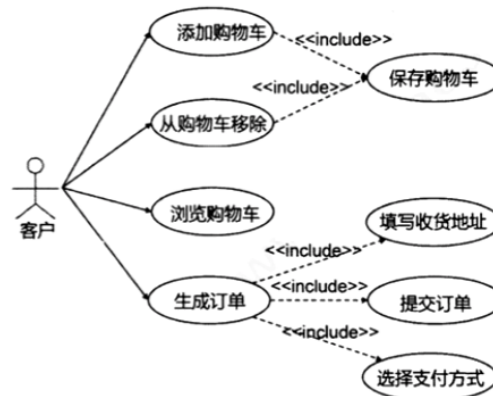 添加购物车
<<include>>
保存购物车
<<include>>
从购物车移除
客户
浏览购物车
填写收货地址
<<include>>
生成订单
<<include>>
提交订单
<<include>>
选择支付方式